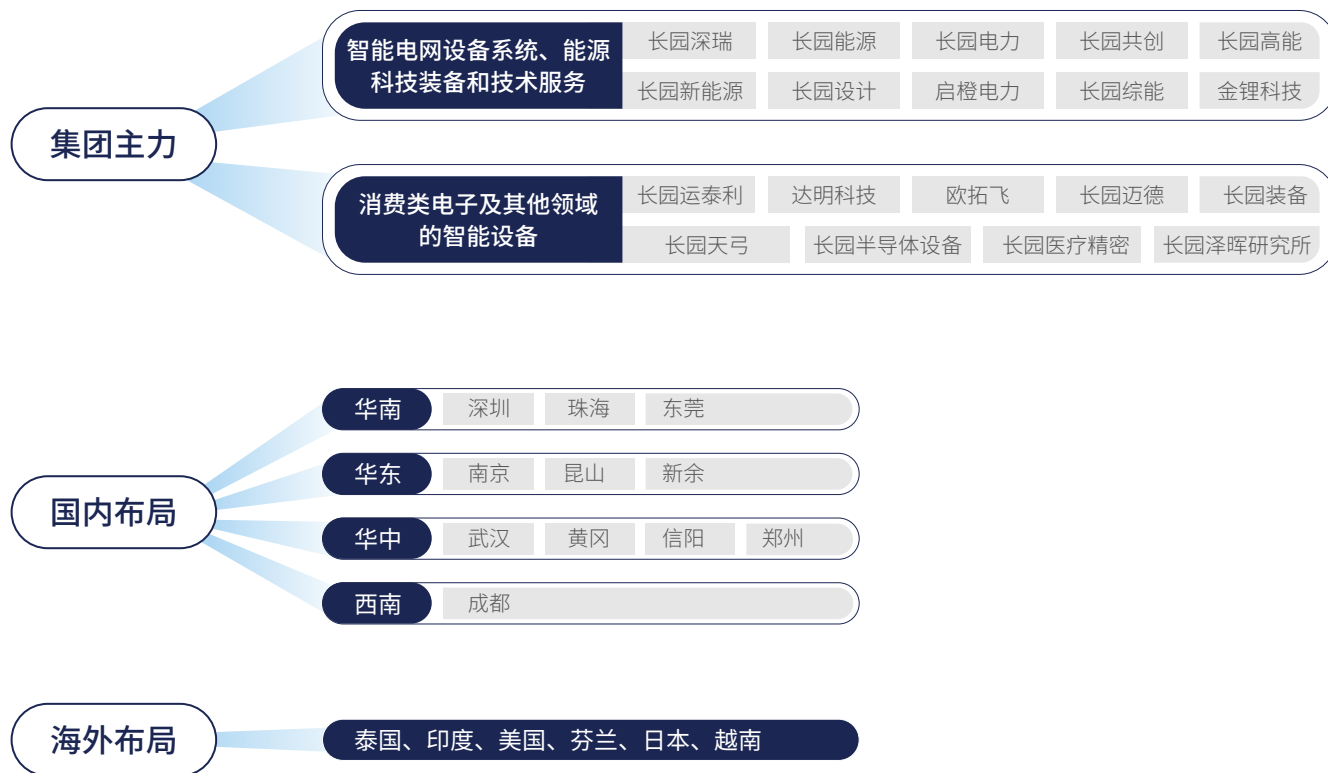 集团主力
智能电网设备系统、能源
科技装备和技术服务
长园深瑞 长园能源 长园电力 长园共创 长园高能
长园新能源 长园设计 启橙电力 长园综能 金锂科技
消费类电子及其他领域
的智能设备
长园运泰利 达明科技 欧拓飞 长园迈德 长园装备
长园天弓 长园半导体设备 长园医疗精密 长园泽晖研究所
国内布局
华南 深圳 珠海 东莞
华东 南京 昆山 新余
华中 武汉 黄冈 信阳 郑州
西南 成都
海外布局
泰国、印度、美国、芬兰、日本、越南